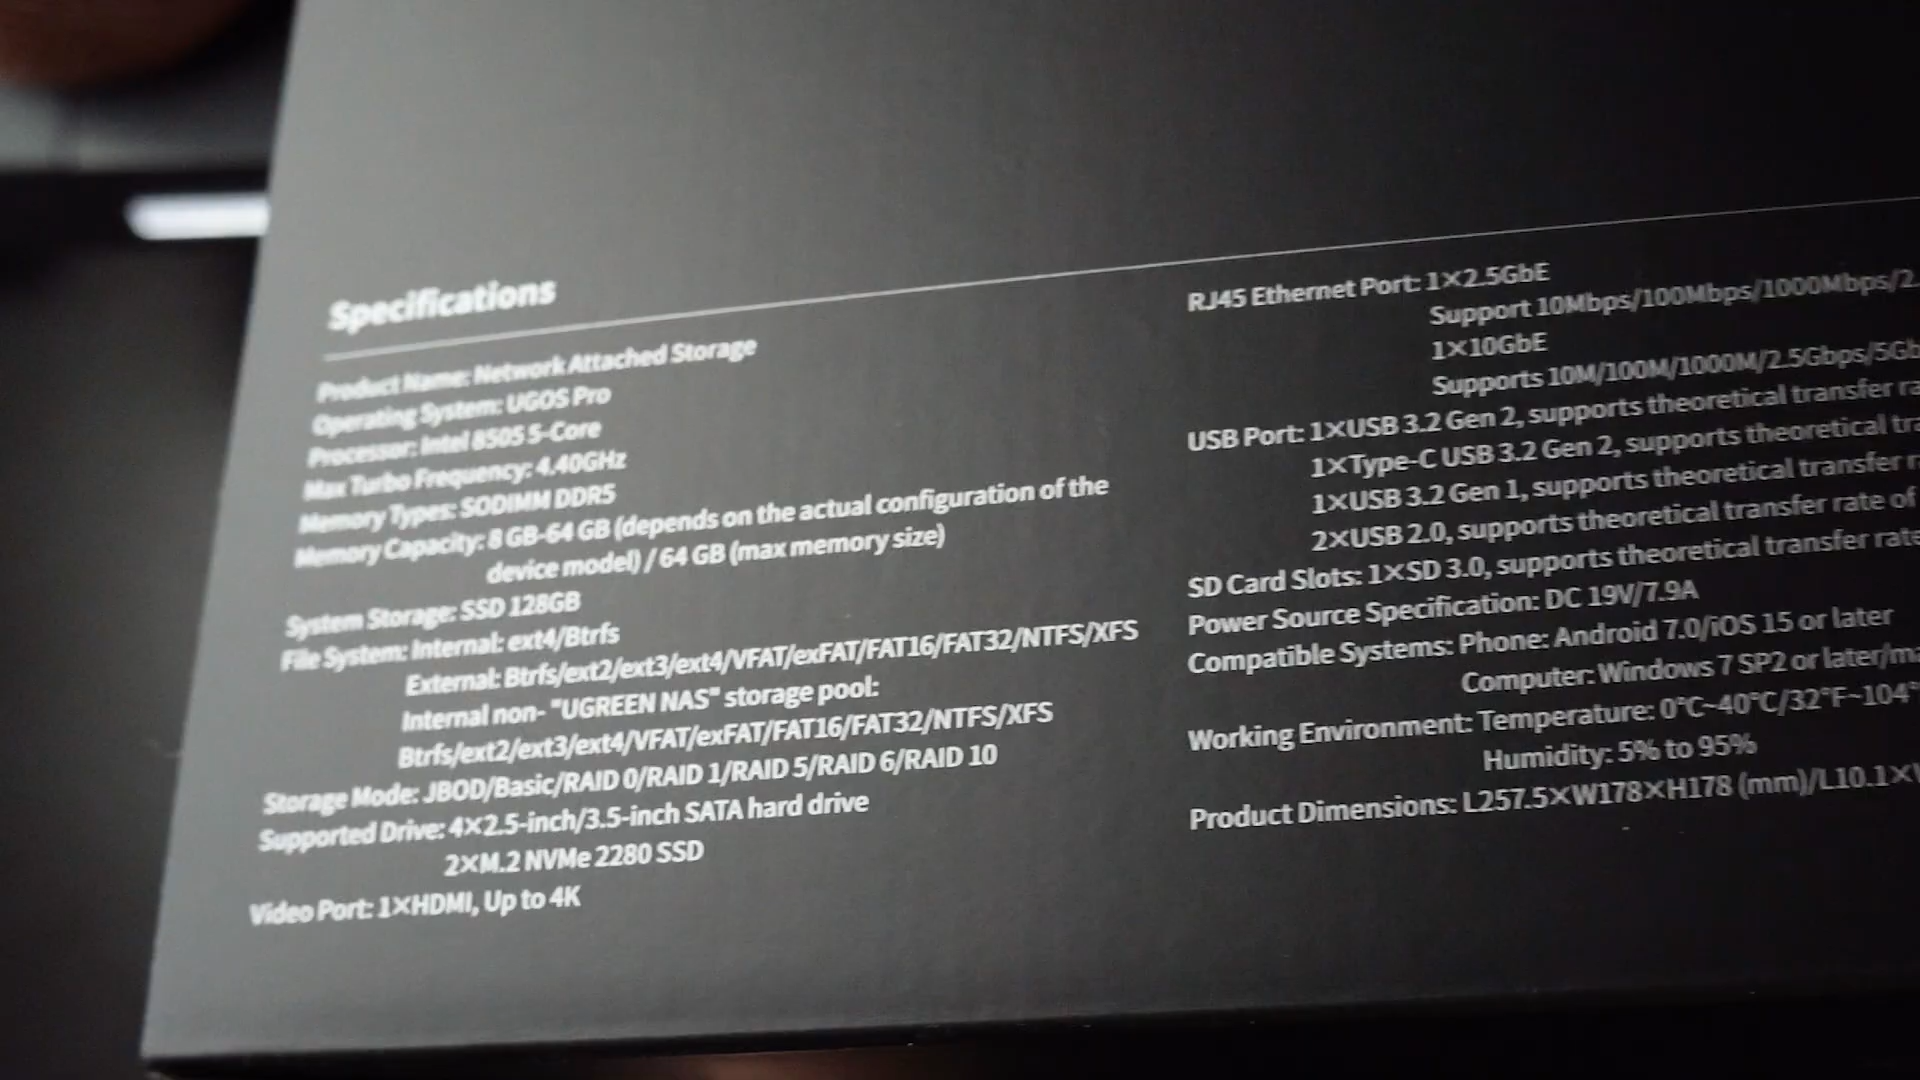 Specifications
Product Name: Network Attached Storage
Operating System: UGOS Pro
Processor: Intel 8505 5-Core
Max Turbo Frequency: 4.40GHz
Memory Types: SODIMM DDR5
Memory Capacity: 8 GB-64 GB (depends on the actual configuration of the
device model) / 64 GB (max memory size)
System Storage: SSD 128GB
File System: Internal: ext4/Btrfs
External: Btrfs/ext2/ext3/ext4/VFAT/exFAT/FAT16/FAT32/NTFS/XFS
Internal non- "UGREEN NAS" storage pool:
Btrfs/ext2/ext3/ext4/VFAT/exFAT/FAT16/FAT32/NTFS/XFS
Storage Mode: JBOD/Basic/RAID 0/RAID 1/RAID 5/RAID 6/RAID 10
Supported Drive: 4×2.5-inch/3.5-inch SATA hard drive
2×M.2 NVMe 2280 SSD
Video Port: 1×HDMI, Up to 4K
RJ45 Ethernet Port: 1×2.5GbE
Support 10Mbps/100Mbps/1000Mbps/2.
1×10GbE
Supports 10M/100M/1000M/2.5Gbps/5Gb
USB Port: 1×USB 3.2 Gen 2, supports theoretical transfer ra
1×Type-C USB 3.2 Gen 2, supports theoretical tra
1×USB 3.2 Gen 1, supports theoretical transfer r
2×USB 2.0, supports theoretical transfer rate of
SD Card Slots: 1×SD 3.0, supports theoretical transfer rate
Power Source Specification: DC 19V/7.9A
Compatible Systems: Phone: Android 7.0/iOS 15 or later
Computer: Windows 7 SP2 or later/ma
Working Environment: Temperature: 0°C~40°C/32°F~104°
Humidity: 5% to 95%
Product Dimensions: L257.5×W178×H178 (mm)/L10.1×